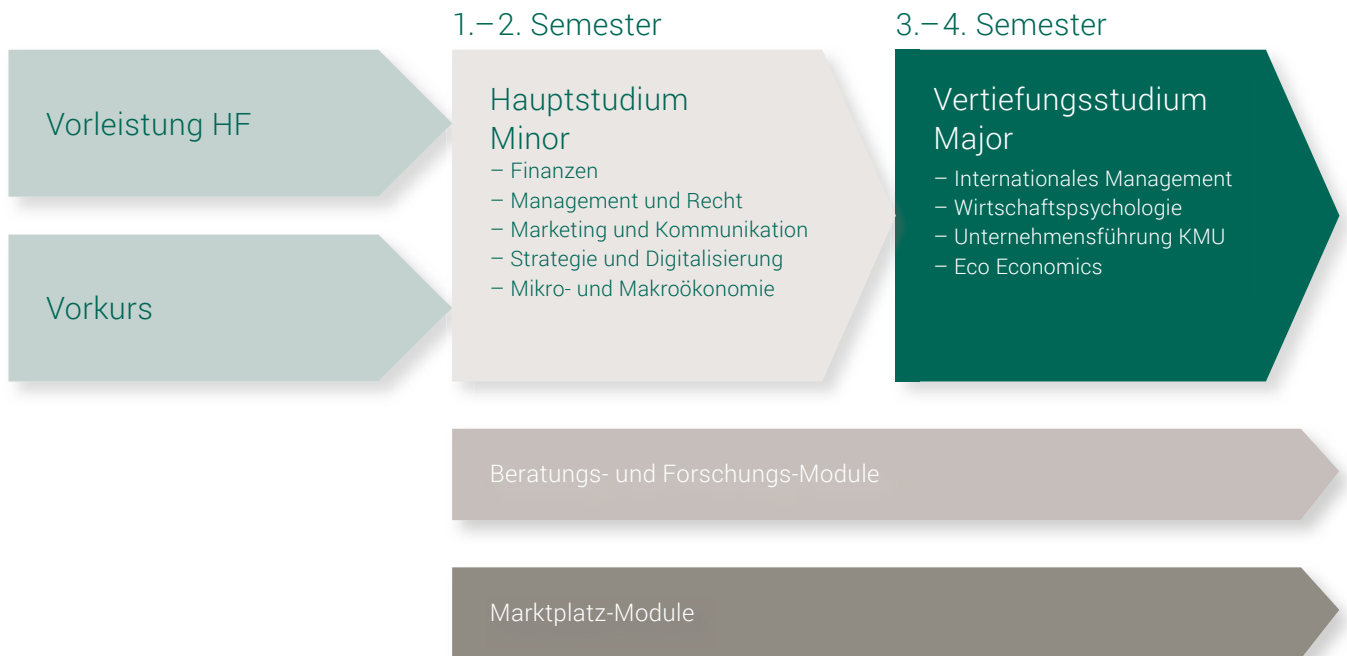 1.–2. Semester
3.–4. Semester
Vorleistung HF
Vorkurs
Hauptstudium
Minor
– Finanzen
– Management und Recht
– Marketing und Kommunikation
– Strategie und Digitalisierung
– Mikro- und Makroökonomie
Vertiefungsstudium
Major
– Internationales Management
– Wirtschaftspsychologie
– Unternehmensführung KMU
– Eco Economics
Beratungs- und Forschungs-Module
Marktplatz-Module